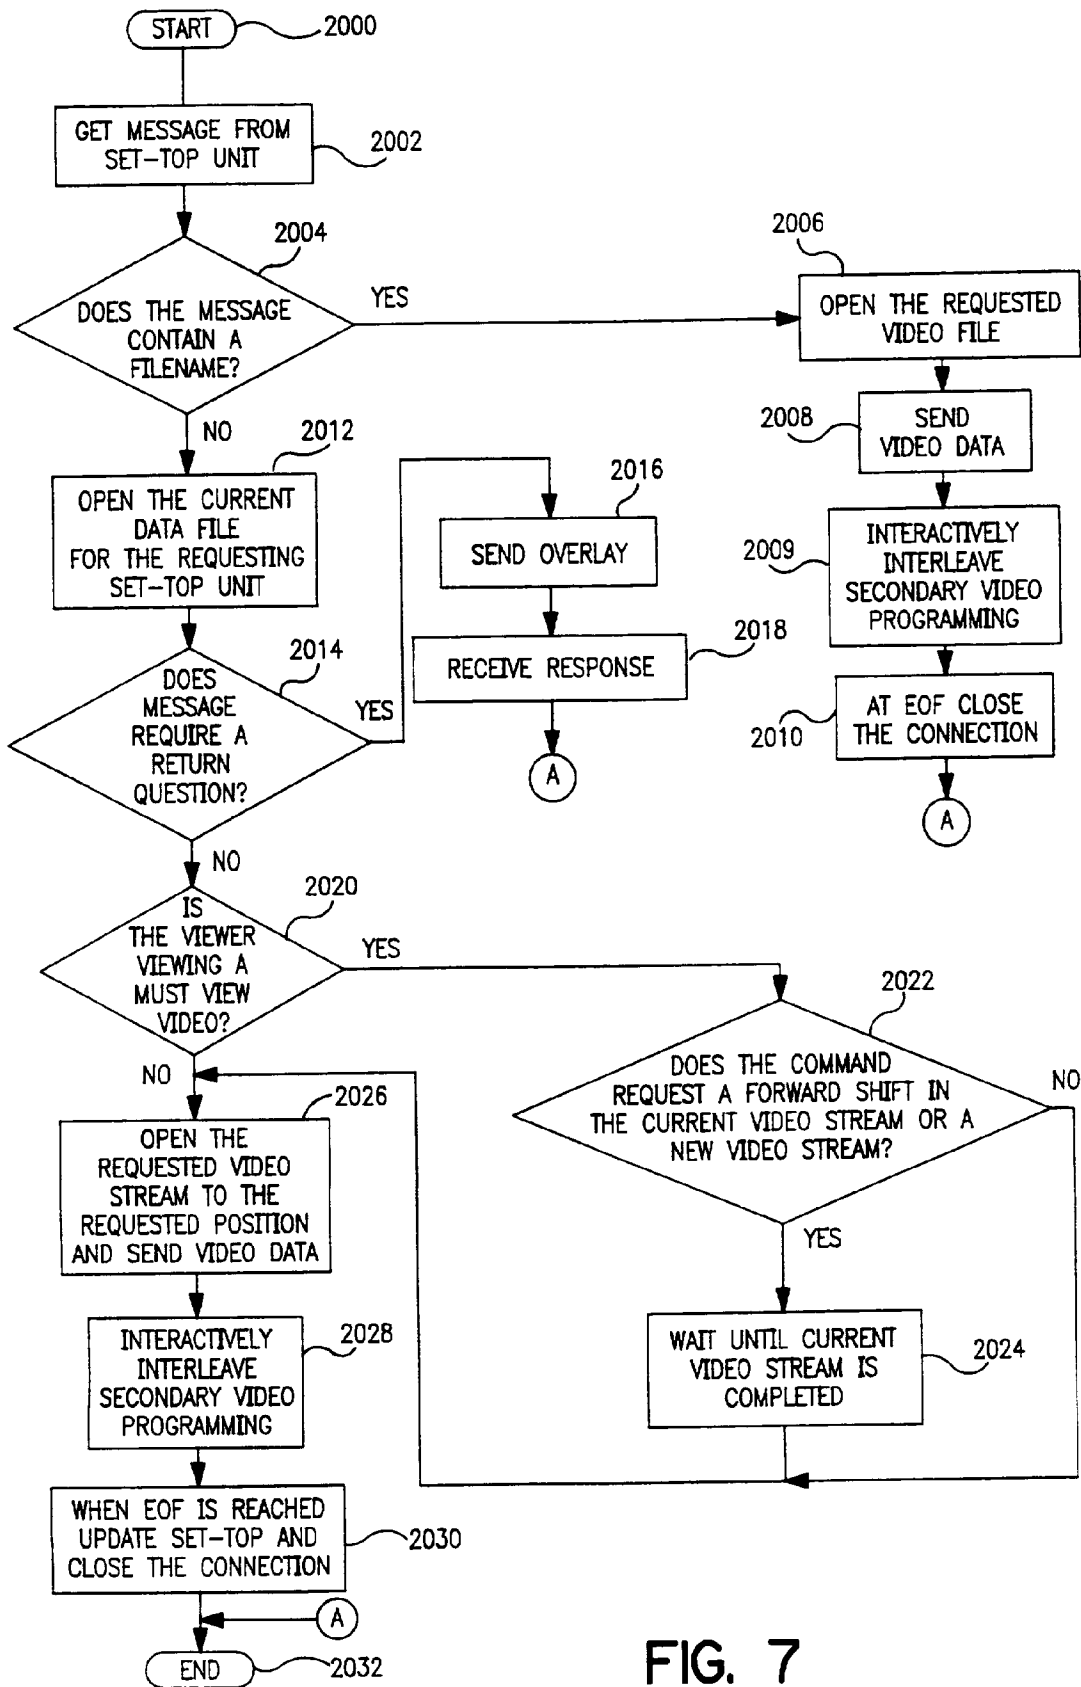 START
2000
GET MESSAGE FROM
SET-TOP UNIT
2002
2004
DOES THE MESSAGE
CONTAIN A
FILENAME?
YES
NO
2006
OPEN THE REQUESTED
VIDEO FILE
2008
SEND
VIDEO DATA
2009
INTERACTIVELY
INTERLEAVE
SECONDARY VIDEO
PROGRAMMING
2010
AT EOF CLOSE
THE CONNECTION
A
2012
OPEN THE CURRENT
DATA FILE
FOR THE REQUESTING
SET-TOP UNIT
2014
DOES
MESSAGE
REQUIRE A
RETURN
QUESTION?
YES
NO
2016
SEND OVERLAY
RECEIVE RESPONSE
2018
A
2020
IS
THE VIEWER
VIEWING A
MUST VIEW
VIDEO?
YES
NO
2022
DOES THE COMMAND
REQUEST A FORWARD SHIFT IN
THE CURRENT VIDEO STREAM OR A
NEW VIDEO STREAM?
NO
YES
WAIT UNTIL CURRENT
VIDEO STREAM IS
COMPLETED
2024
2026
OPEN THE
REQUESTED VIDEO
STREAM TO THE
REQUESTED POSITION
AND SEND VIDEO DATA
INTERACTIVELY
INTERLEAVE
SECONDARY VIDEO
PROGRAMMING
2028
WHEN EOF IS REACHED
UPDATE SET-TOP AND
CLOSE THE CONNECTION
2030
A
END
2032
FIG. 7